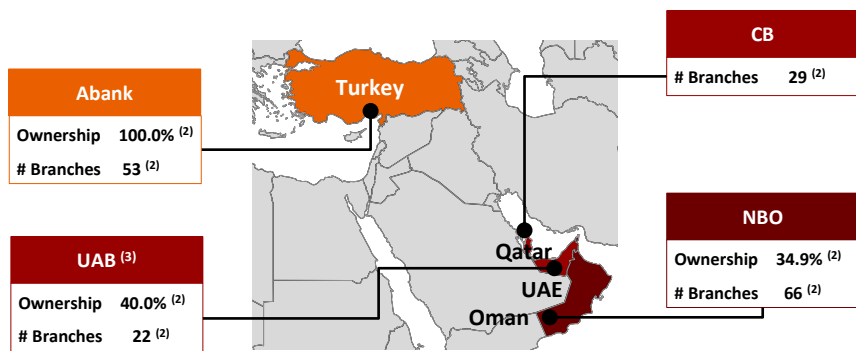 CB
# Branches 29 (2)
Abank
Ownership 100.0% (2)
# Branches 53 (2)
Turkey
NBO
Ownership 34.9% (2)
# Branches 66 (2)
UAB (3)
Ownership 40.0% (2)
# Branches 22 (2)
Qatar
UAE
Oman